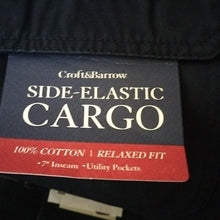 Croft&Barrow
SIDE-ELASTIC
CARGO
100% COTTON | RELAXED FIT
• 7" Inseam • Utility Pockets